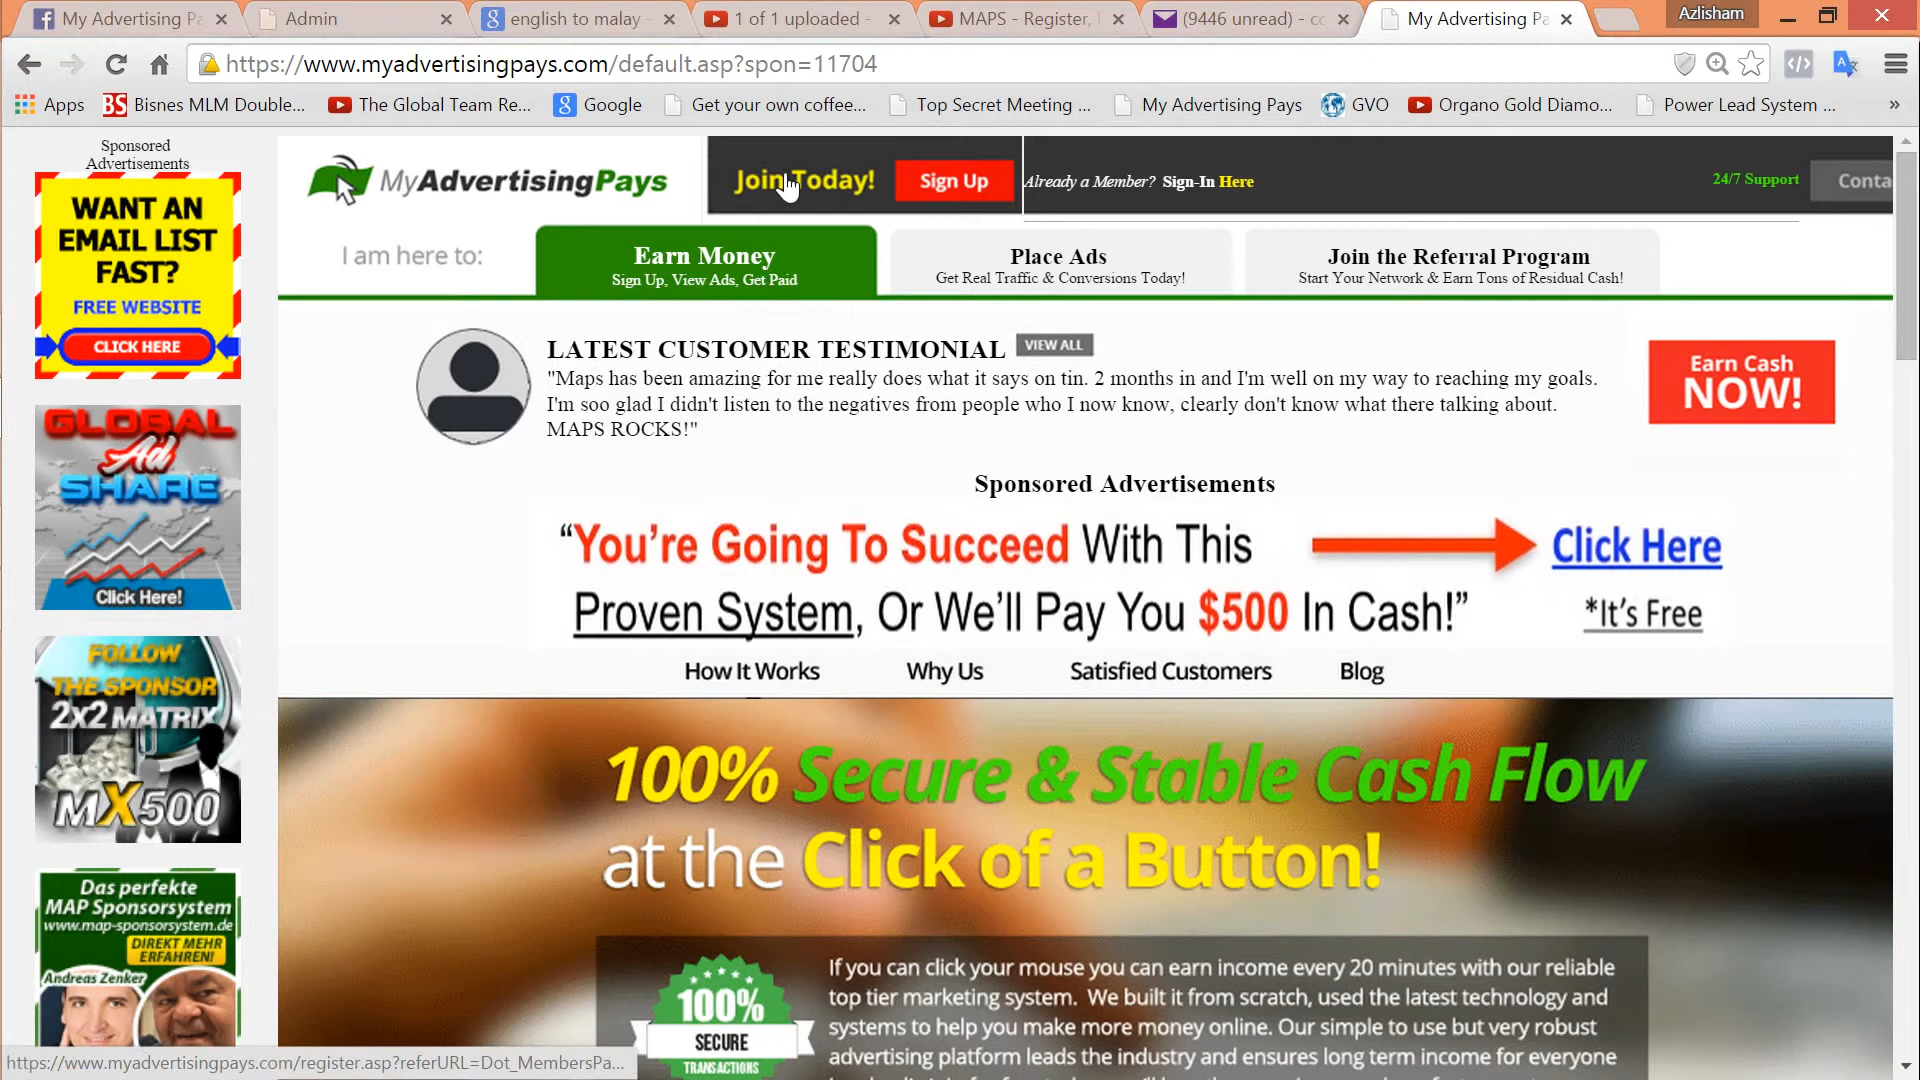 My Advertising Pa
Admin
english to malay -
1 of 1 uploaded -
MAPS - Register,
(9446 unread) - co
My Advertising Pa
Azlisham
https://www.myadvertisingpays.com/default.asp?spon=11704
Apps
BS Bisnes MLM Double...
The Global Team Re...
Google
Get your own coffee...
Top Secret Meeting ...
My Advertising Pays
GVO
Organo Gold Diamo...
Power Lead System ...
»
Sponsored
Advertisements
WANT AN
EMAIL LIST
FAST?
FREE WEBSITE
CLICK HERE
GLOBAL
Ad
SHARE
Click Here!
FOLLOW
THE SPONSOR
2X2 MATRIX
MX500
Das perfekte
MAP Sponsorsystem
www.map-sponsorsystem.de
DIREKT MEHR
ERFAHREN!
Andreas Zenker
MyAdvertisingPays
Join Today!
Sign Up
Already a Member? Sign-In Here
24/7 Support
Conta
I am here to:
Earn Money
Sign Up, View Ads, Get Paid
Place Ads
Get Real Traffic & Conversions Today!
Join the Referral Program
Start Your Network & Earn Tons of Residual Cash!
LATEST CUSTOMER TESTIMONIAL
VIEW ALL
"Maps has been amazing for me really does what it says on tin. 2 months in and I'm well on my way to reaching my goals.
I'm soo glad I didn't listen to the negatives from people who I now know, clearly don't know what there talking about.
MAPS ROCKS!"
Earn Cash
NOW!
Sponsored Advertisements
“You’re Going To Succeed With This
Proven System, Or We’ll Pay You $500 In Cash!”
Click Here
*It’s Free
How It Works
Why Us
Satisfied Customers
Blog
100% Secure & Stable Cash Flow
at the Click of a Button!
100%
SECURE
TRANSACTIONS
If you can click your mouse you can earn income every 20 minutes with our reliable
top tier marketing system. We built it from scratch, used the latest technology and
systems to help you make more money online. Our simple to use but very robust
advertising platform leads the industry and ensures long term income for everyone
https://www.myadvertisingpays.com/register.asp?referURL=Dot_MembersPa...